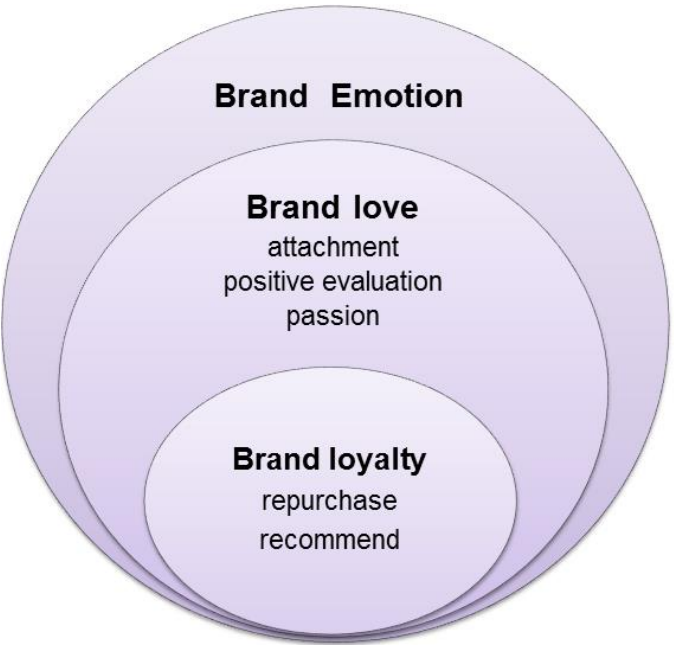 Brand Emotion
Brand love
attachment
positive evaluation
passion
Brand loyalty
repurchase
recommend